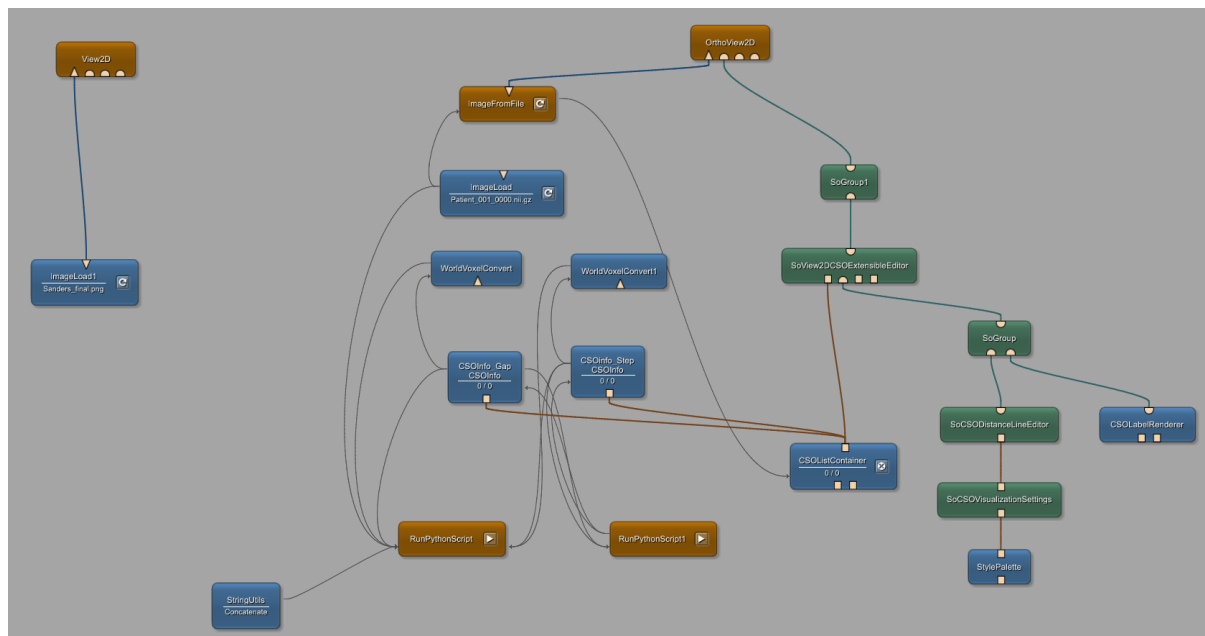 View2D
OrthoView2D
ImageFromFile
ImageLoad
Patient_001_0000.nii.gz
SoGroup1
ImageLoad1
Sanders_final.png
WorldVoxelConvert
WorldVoxelConvert1
SoView2DCSOExtensibleEditor
SoGroup
CSOInfo_Gap
CSOInfo
0 / 0
CSOinfo_Step
CSOInfo
0 / 0
SoCSODistanceLineEditor
CSOLabelRenderer
CSOListContainer
0 / 0
SoCSOVisualizationSettings
RunPythonScript
RunPythonScript1
StylePalette
StringUtils
Concatenate